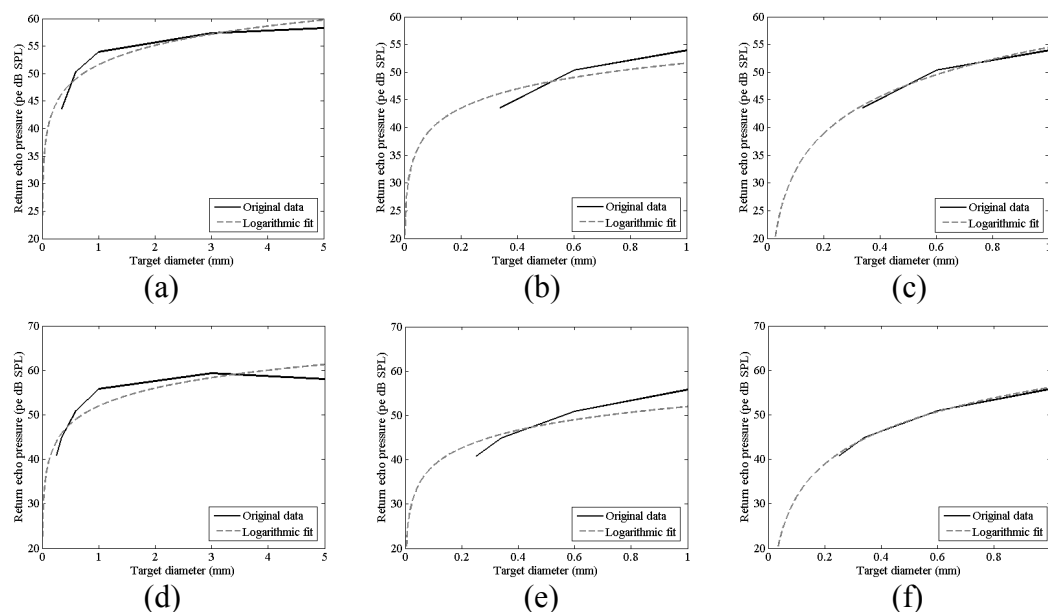 Return echo pressure (pe dB SPL)
60
55
50
45
40
35
30
25
20
0 1 2 3 4 5
Target diameter (mm)
Original data
Logarithmic fit
(a)
Return echo pressure (pe dB SPL)
60
55
50
45
40
35
30
25
20
0 0.2 0.4 0.6 0.8 1
Target diameter (mm)
Original data
Logarithmic fit
(b)
Return echo pressure (pe dB SPL)
60
55
50
45
40
35
30
25
20
0 0.2 0.4 0.6 0.8 1
Target diameter (mm)
Original data
Logarithmic fit
(c)
Return echo pressure (pe dB SPL)
70
60
50
40
30
20
0 1 2 3 4 5
Target diameter (mm)
Original data
Logarithmic fit
(d)
Return echo pressure (pe dB SPL)
70
60
50
40
30
20
0 0.2 0.4 0.6 0.8 1
Target diameter (mm)
Original data
Logarithmic fit
(e)
Return echo pressure (pe dB SPL)
70
60
50
40
30
20
0 0.2 0.4 0.6 0.8
Target diameter (mm)
Original data
Logarithmic fit
(f)